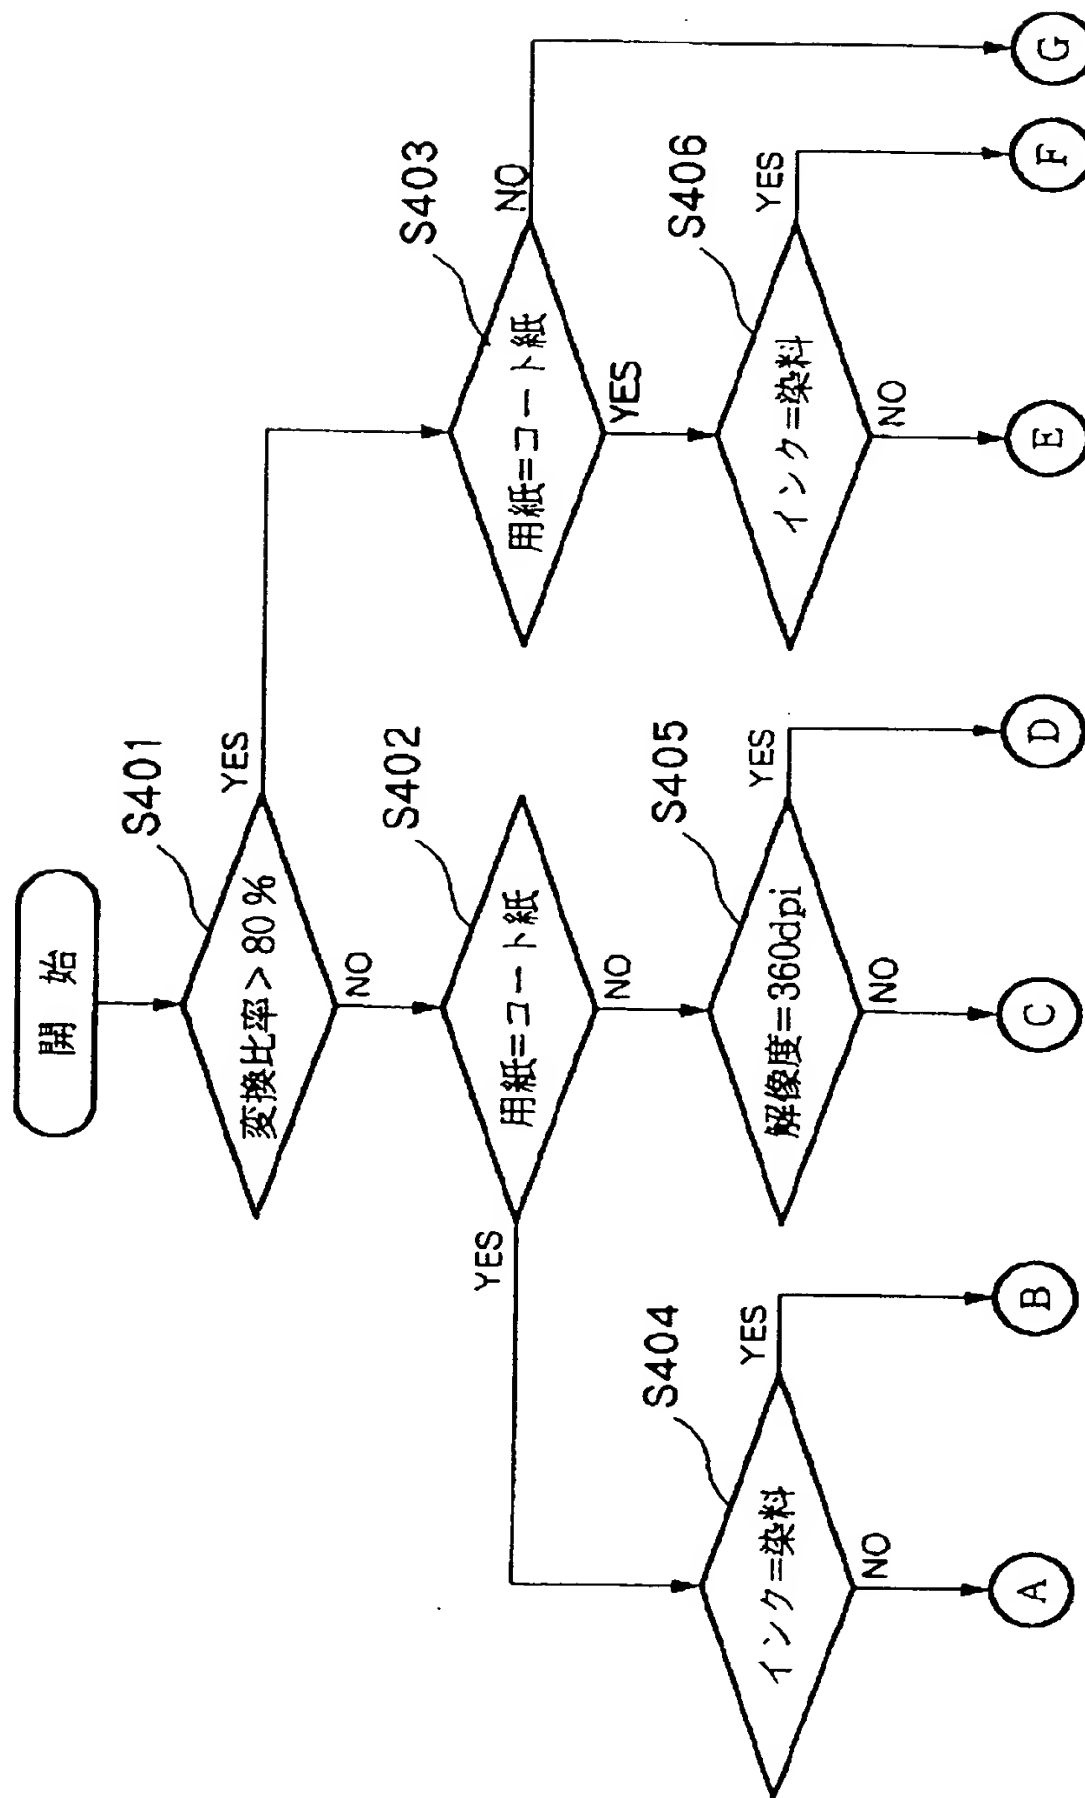 開 始
S401
変換比率>80%
YES
NO
S402
用紙=コート紙
YES
NO
S403
用紙=コート紙
NO
YES
S404
インク=染料
YES
NO
S405
解像度=360dpi
YES
NO
S406
インク=染料
YES
NO
A
B
C
D
E
F
G